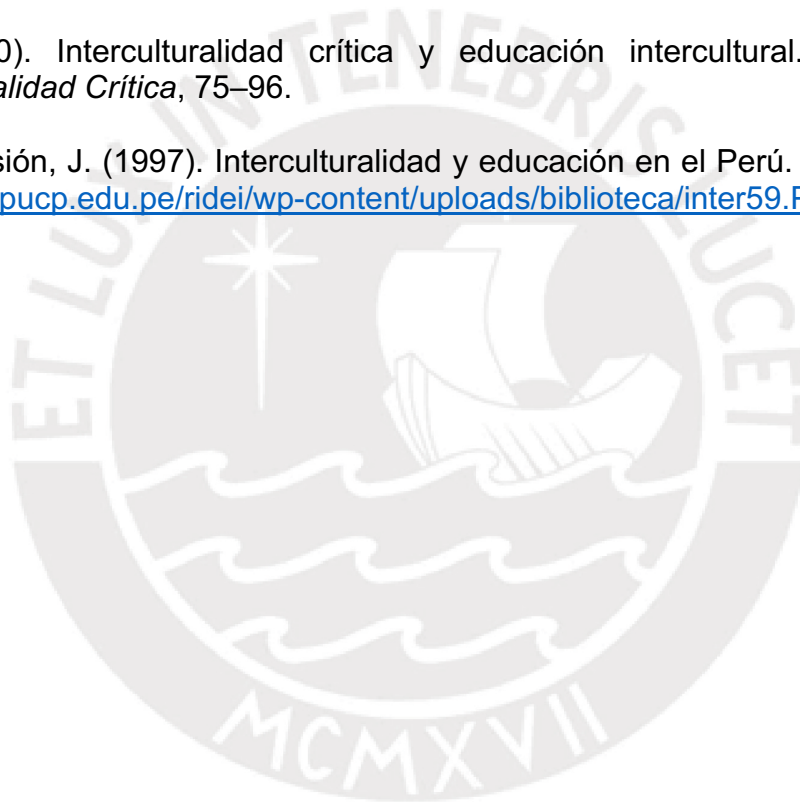 0). Interculturalidad crítica y educación intercultural.
alidad Crítica, 75–96.
sión, J. (1997). Interculturalidad y educación en el Perú.
pucp.edu.pe/ridei/wp-content/uploads/biblioteca/inter59.P
ET LUX IN TENEBRIS LUCET
MCMXVII